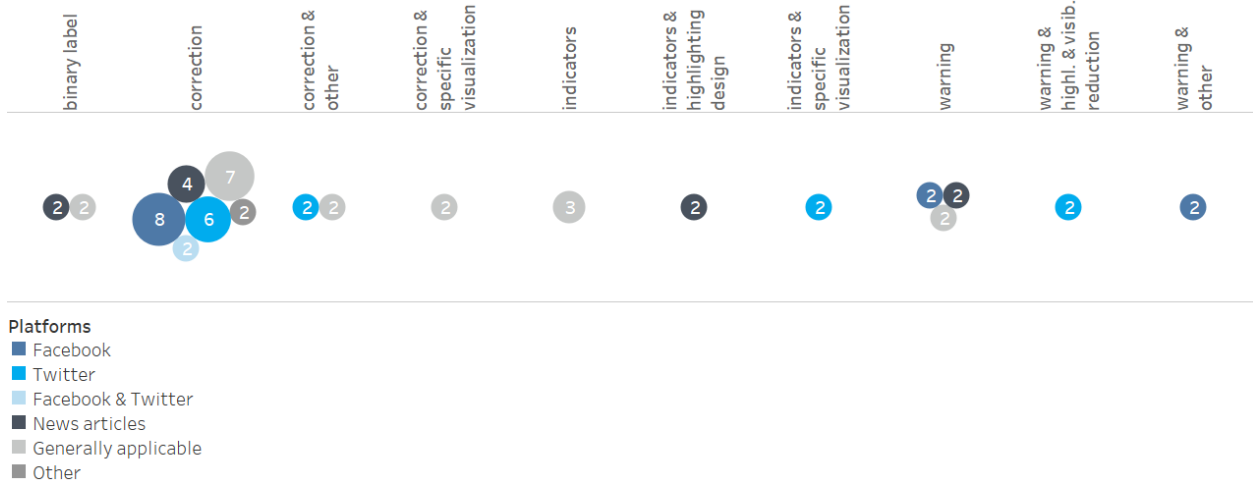 binary label
correction
correction &
other
correction &
specific
visualization
indicators
indicators &
highlighting
design
indicators &
specific
visualization
warning
warning &
highl. & visib.
reduction
warning &
other
2
2
4
7
8
6
2
2
2
2
2
3
2
2
2
2
2
2
2
Platforms
Facebook
Twitter
Facebook & Twitter
News articles
Generally applicable
Other